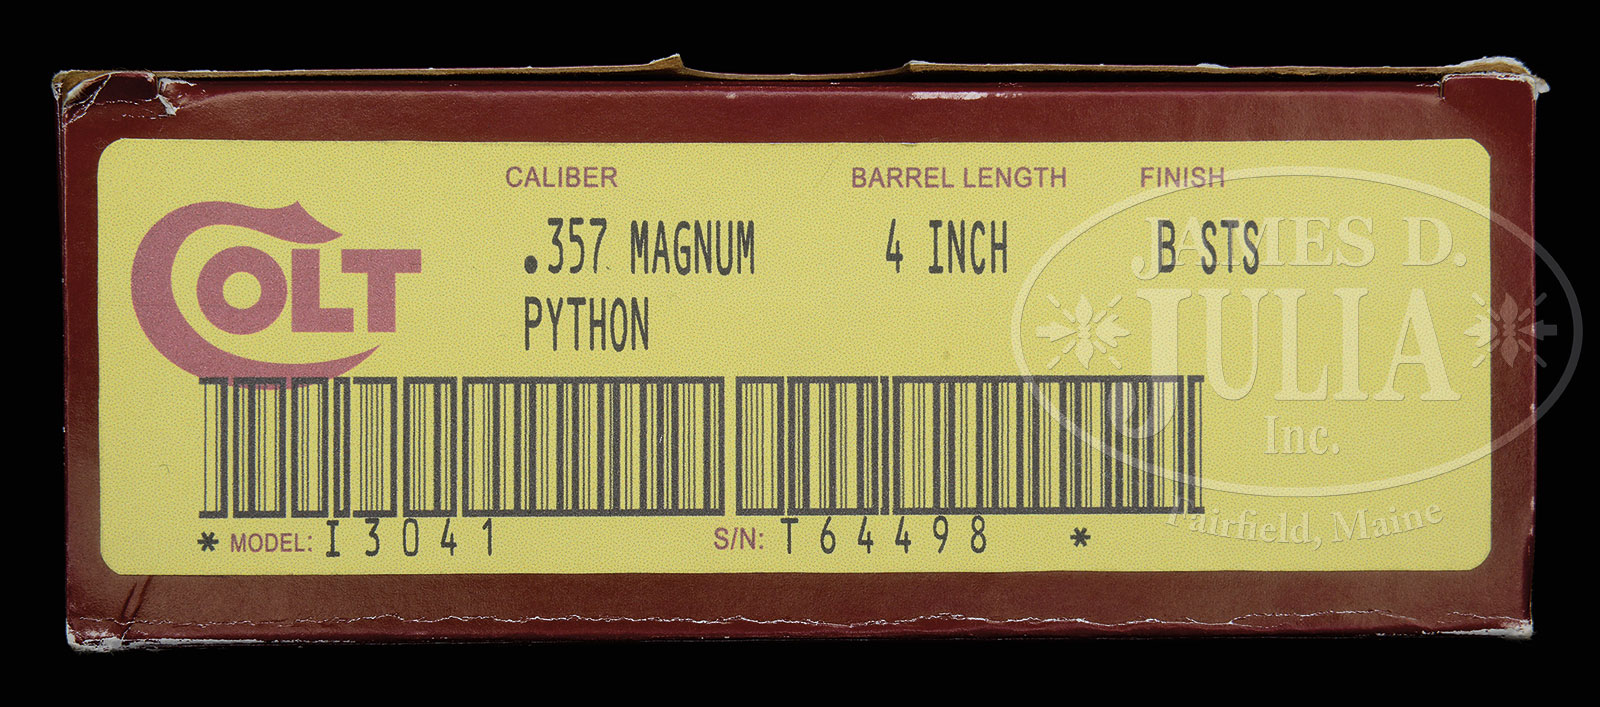 COLT
CALIBER BARREL LENGTH FINISH
.357 MAGNUM 4 INCH B STS
PYTHON
* MODEL: I3041 S/N: T64498 *
JAMES D.
JULIA
Inc.
Fairfield, Maine